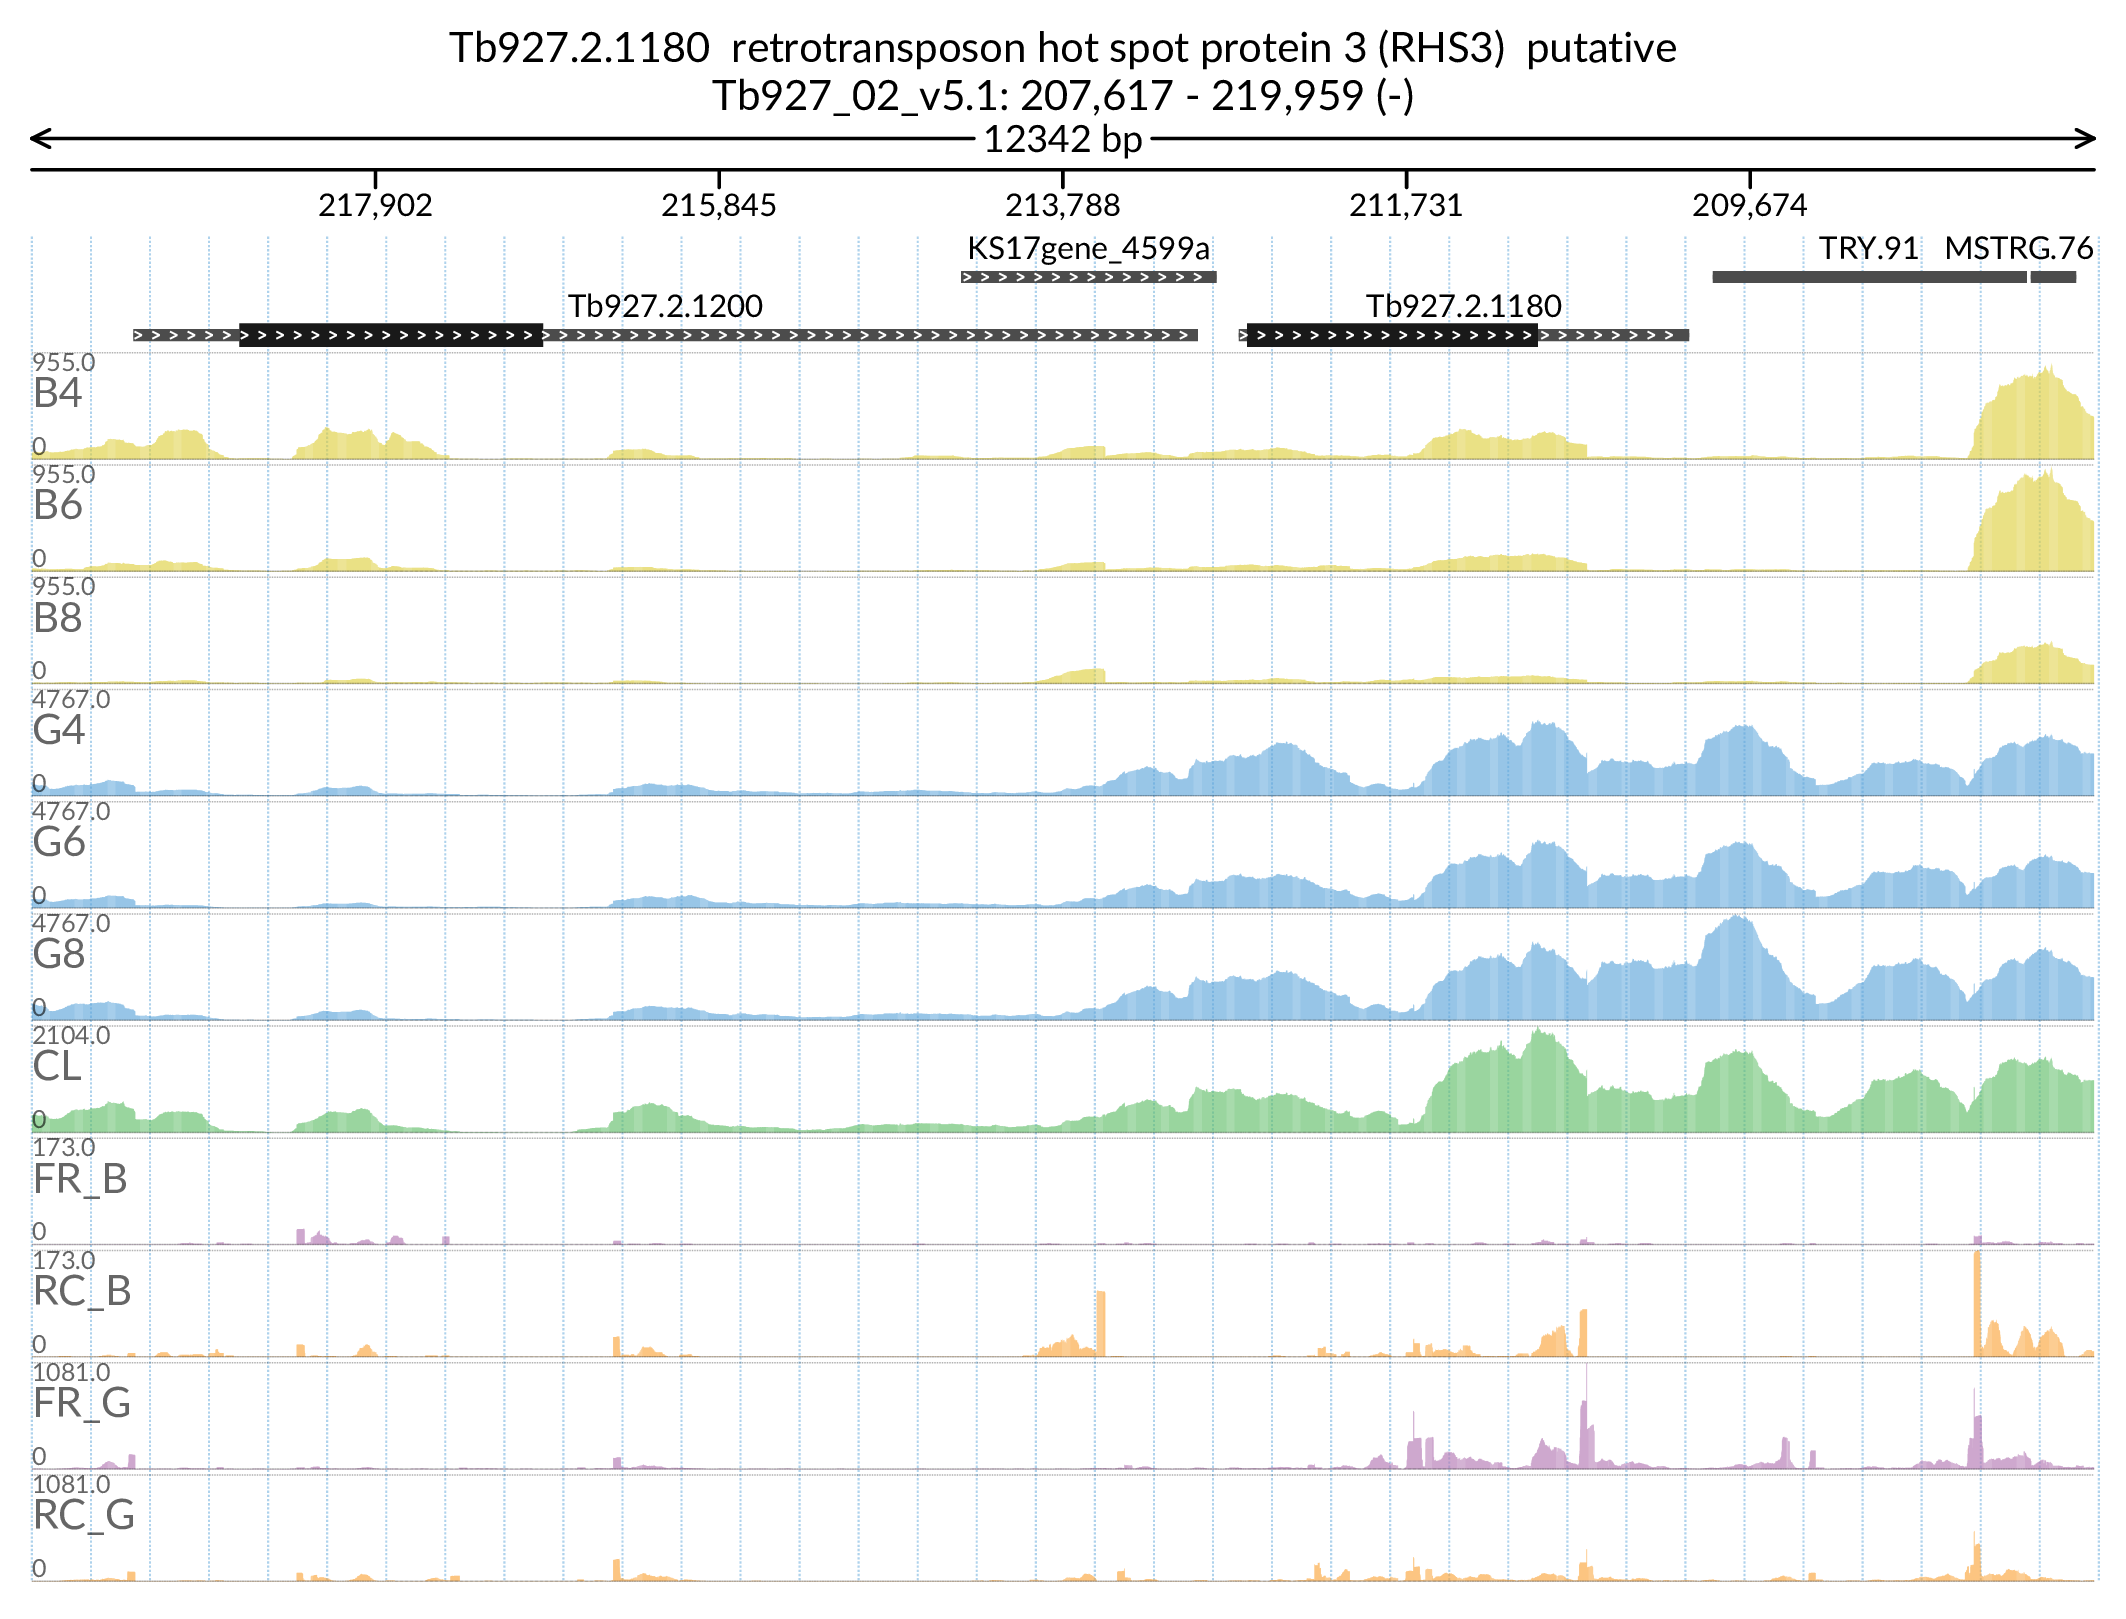 Tb927.2.1180  retrotransposon hot spot protein 3 (RHS3)  putative
Tb927_02_v5.1: 207,617 - 219,959 (-)
12342 bp
217,902 215,845 213,788 211,731 209,674
KS17gene_4599a TRY.91 MSTRG.76
Tb927.2.1200 Tb927.2.1180
955.0
B4
0
955.0
B6
0
955.0
B8
0
4767.0
G4
0
4767.0
G6
0
4767.0
G8
0
2104.0
CL
0
173.0
FR_B
0
173.0
RC_B
0
1081.0
FR_G
0
1081.0
RC_G
0